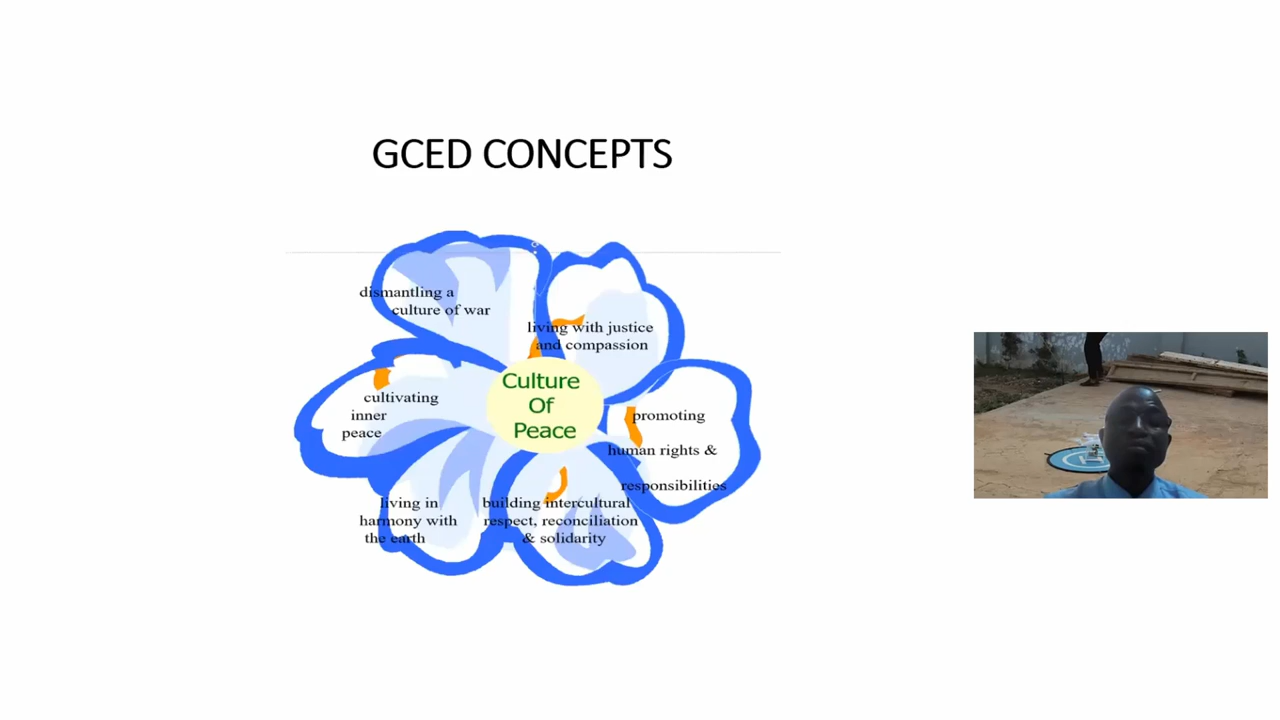 GCED CONCEPTS
dismantling a
culture of war
living with justice
and compassion
Culture
Of
Peace
cultivating
inner
peace
promoting
human rights &
responsibilities
living in
harmony with
the earth
building intercultural
respect, reconciliation
& solidarity